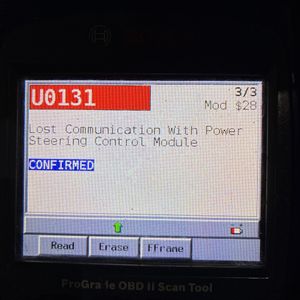 BOSCH
U0131
3/3
Mod $28
Lost Communication With Power
Steering Control Module
CONFIRMED
Read
Erase
FFrame
OBD II Scan Tool